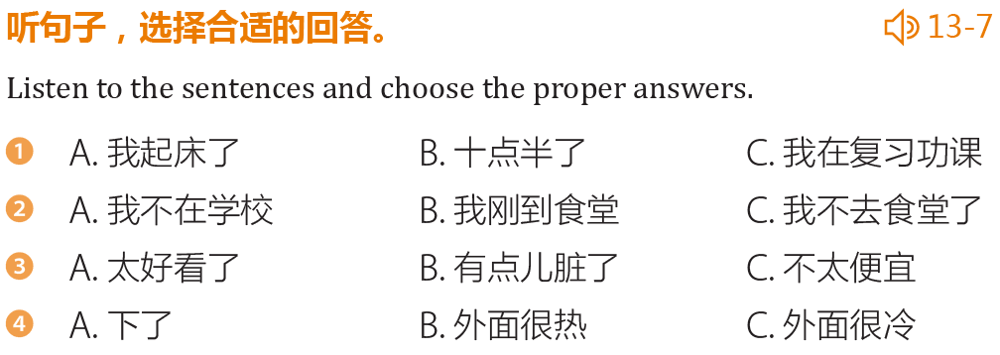 听句子，选择合适的回答。 13-7
Listen to the sentences and choose the proper answers.
1 A. 我起床了 B. 十点半了 C. 我在复习功课
2 A. 我不在学校 B. 我刚到食堂 C. 我不去食堂了
3 A. 太好看了 B. 有点儿脏了 C. 不太便宜
4 A. 下了 B. 外面很热 C. 外面很冷